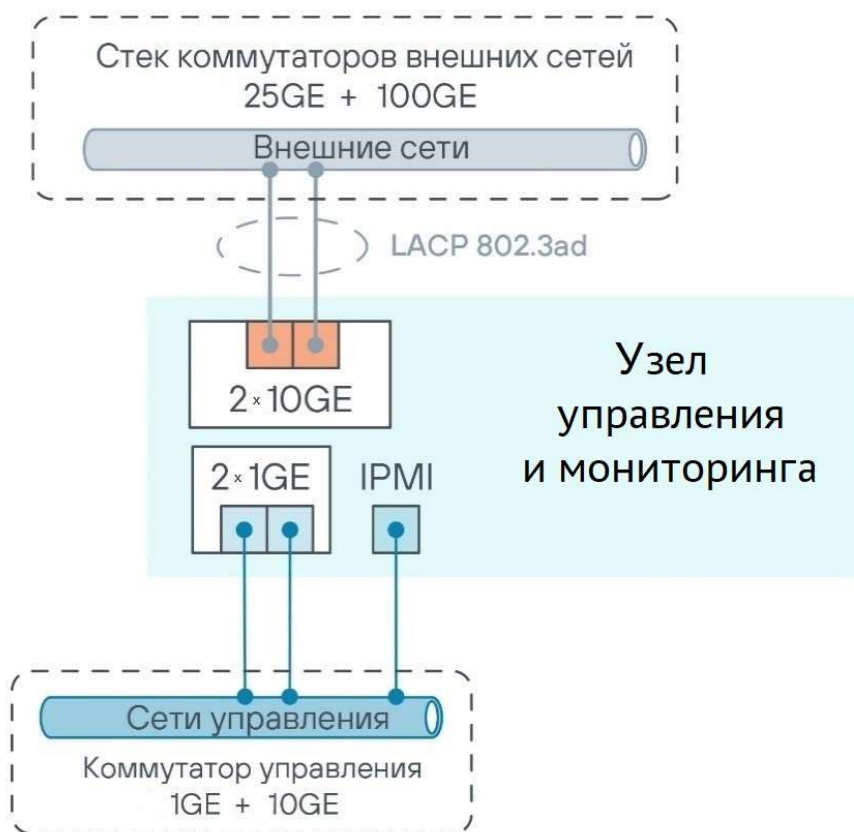 Стек коммутаторов внешних сетей
25GE + 100GE
Внешние сети
LACP 802.3ad
2 x 10GE
Узел
управления
и мониторинга
2 x 1GE
IPMI
Сети управления
Коммутатор управления
1GE + 10GE